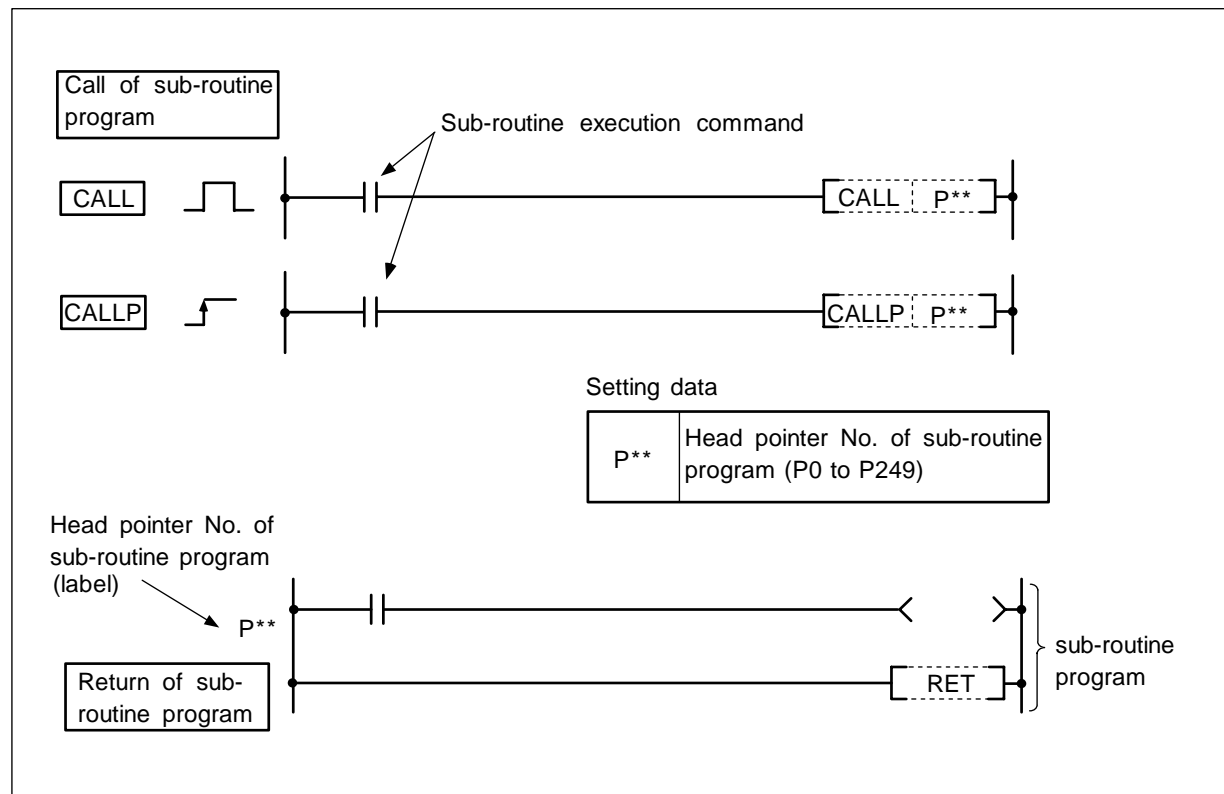 Call of sub-routine
program
Sub-routine execution command
CALL
CALL P**
CALLP
CALLP P**
Setting data
P**
Head pointer No. of sub-routine
program (P0 to P249)
Head pointer No. of
sub-routine program
(label)
P**
Return of sub-
routine program
RET
sub-routine
program